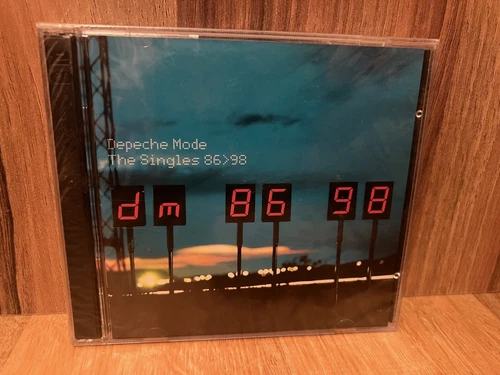 Depeche Mode
The Singles 86>98
dm 86 98